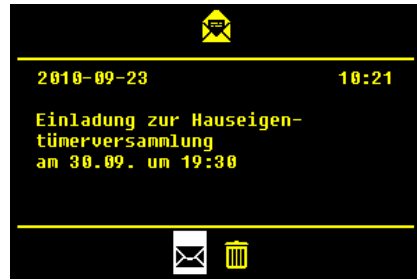 2010-09-23 10:21
Einladung zur Hauseigen-
tümerversammlung
am 30.09. um 19:30